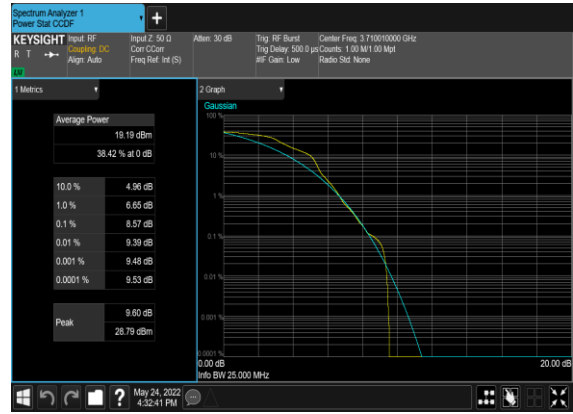 Spectrum Analyzer 1
Power Stat CCDF
+
KEYSIGHT Input: RF Input Z: 50 Ω Atten: 30 dB Trig: RF Burst Center Freq: 3.710010000 GHz
R T Coupling: DC Corr CCorr Trig Delay: 500.0 µs Counts: 1.00 M/1.00 Mpt
Align: Auto Freq Ref: Int (S) #IF Gain: Low Radio Std: None
1 Metrics
2 Graph
Average Power
19.19 dBm
38.42 % at 0 dB
10.0 % 4.96 dB
1.0 % 6.65 dB
0.1 % 8.57 dB
0.01 % 9.39 dB
0.001 % 9.48 dB
0.0001 % 9.53 dB
Peak 9.60 dB
28.79 dBm
Gaussian
100 %
10 %
1 %
0.1 %
0.01 %
0.001 %
0.0001 %
0.00 dB 20.00 dB
Info BW 25.000 MHz
? May 24, 2022
4:32:41 PM